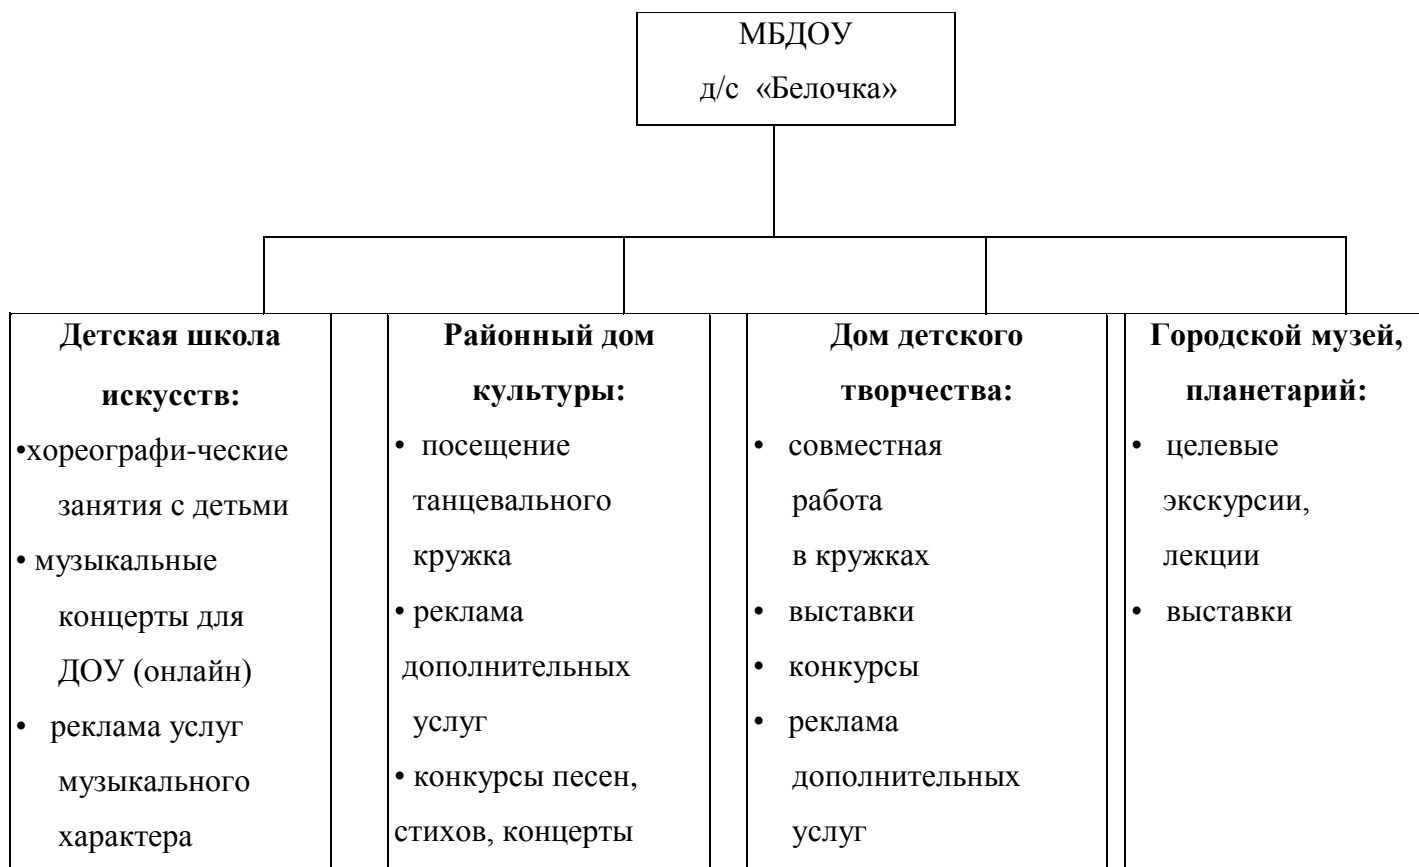 МБДОУ
д/с «Белочка»
Детская школа
искусств:
•хореографи-ческие
занятия с детьми
• музыкальные
концерты для
ДОУ (онлайн)
• реклама услуг
музыкального
характера
Районный дом
культуры:
• посещение
танцевального
кружка
• реклама
дополнительных
услуг
• конкурсы песен,
стихов, концерты
Дом детского
творчества:
• совместная
работа
в кружках
• выставки
• конкурсы
• реклама
дополнительных
услуг
Городской музей,
планетарий:
• целевые
экскурсии,
лекции
• выставки